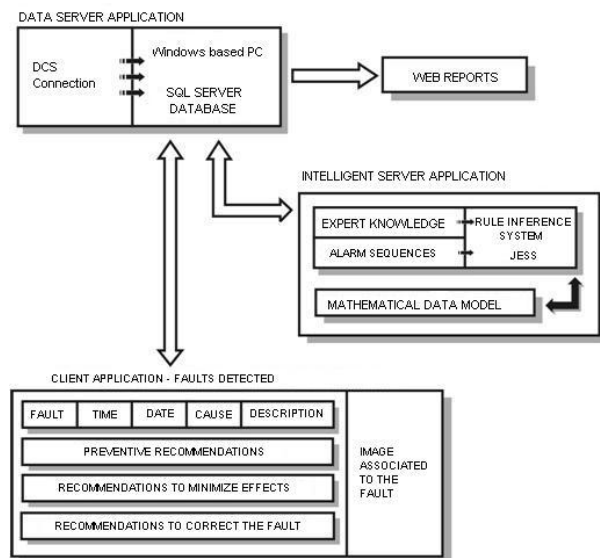 DATA SERVER APPLICATION
DCS
Connection
Windows based PC
SQL SERVER
DATABASE
WEB REPORTS
INTELLIGENT SERVER APPLICATION
EXPERT KNOWLEDGE
ALARM SEQUENCES
RULE INFERENCE
SYSTEM
JESS
MATHEMATICAL DATA MODEL
CLIENT APPLICATION - FAULTS DETECTED
FAULT TIME DATE CAUSE DESCRIPTION
PREVENTIVE RECOMMENDATIONS
RECOMMENDATIONS TO MINIMIZE EFFECTS
RECOMMENDATIONS TO CORRECT THE FAULT
IMAGE
ASSOCIATED
TO THE
FAULT